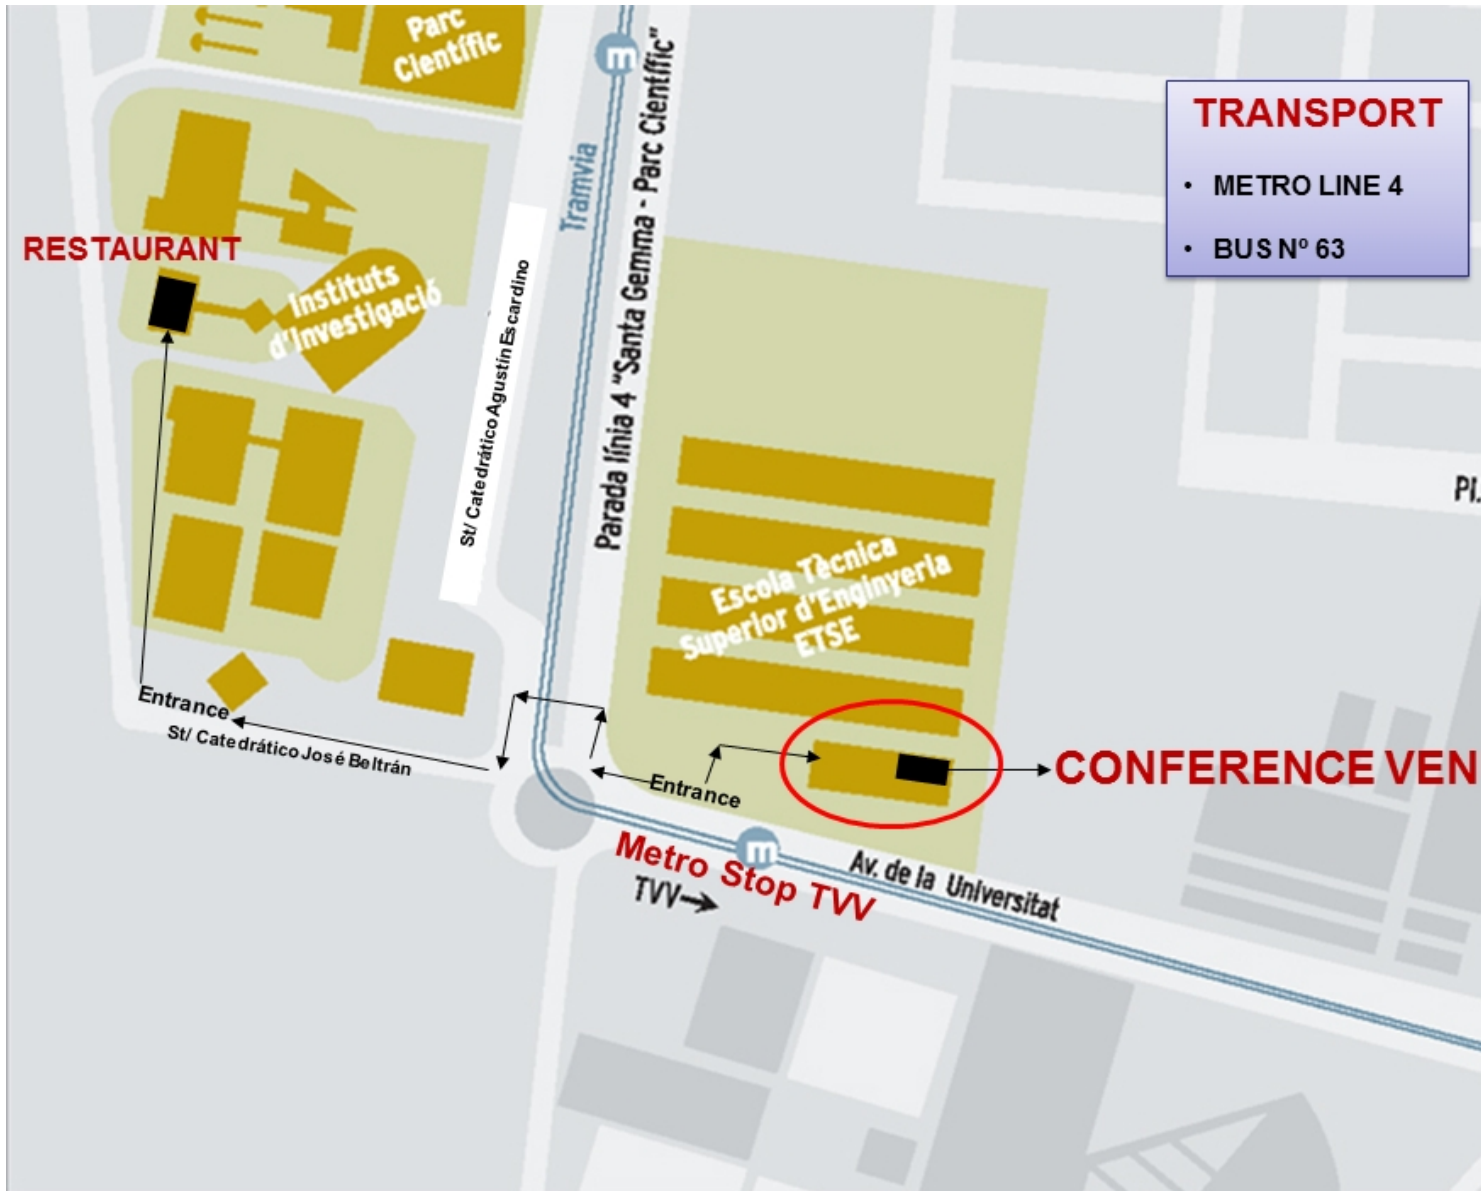 Parc
Científic
m
TRANSPORT
• METRO LINE 4
• BUS Nº 63
Tramvia
Parada línia 4 "Santa Gemma - Parc Científic"
RESTAURANT
Instituts
d'Investigació
St/ Catedrático Agustín Escardino
Pl.
Escola Tècnica
Superior d'Enginyeria
ETSE
Entrance
St/ Catedrático José Beltrán
Entrance
CONFERENCE VEN
m
Metro Stop TVV
TVV
Av. de la Universitat